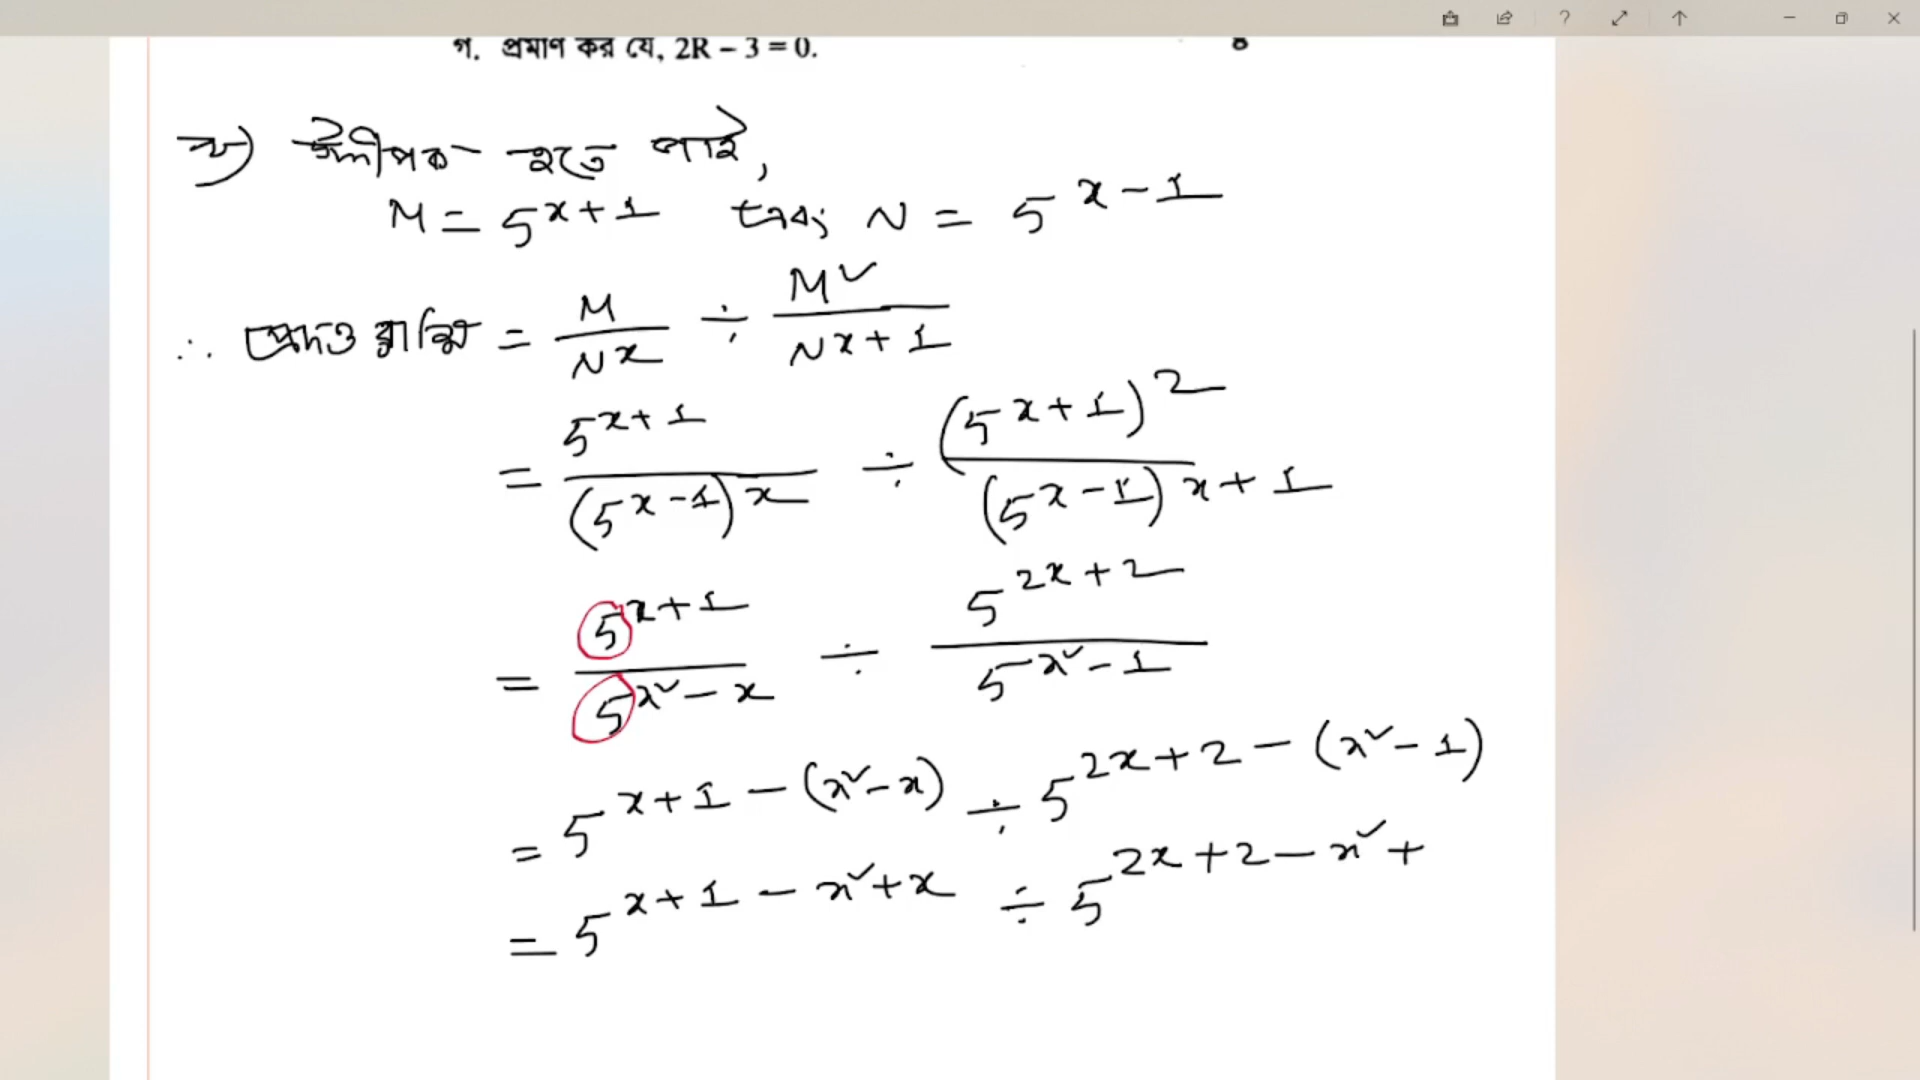 গ. প্রমাণ কর যে, 2R – 3 = 0. 8
খ) উদ্দীপক হতে পাই,
M = 5^{x+1} এবং N = 5^{x-1}
∴ প্রদত্ত রাশি = M/N^x ÷ M²/N^{x+1}
= 5^{x+1}/(5^{x-1})^x ÷ (5^{x+1})^2/(5^{x-1})^{x+1}
= 5^{x+1}/5^{x²-x} ÷ 5^{2x+2}/5^{x²-1}
= 5^{x+1-(x²-x)} ÷ 5^{2x+2-(x²-1)}
= 5^{x+1-x²+x} ÷ 5^{2x+2-x²+}